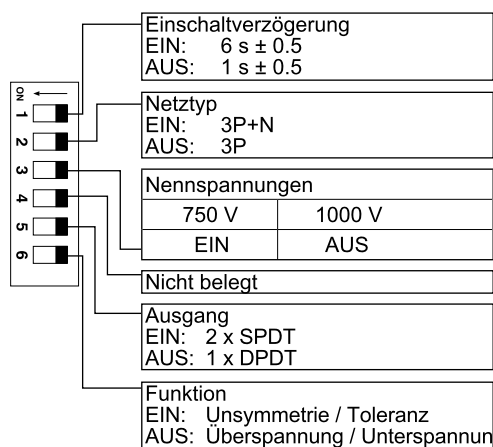 Einschaltverzögerung
EIN: 6 s ± 0.5
AUS: 1 s ± 0.5
ON
1
2
3
4
5
6
Netztyp
EIN: 3P+N
AUS: 3P
Nennspannungen
750 V 1000 V
EIN AUS
Nicht belegt
Ausgang
EIN: 2 x SPDT
AUS: 1 x DPDT
Funktion
EIN: Unsymmetrie / Toleranz
AUS: Überspannung / Unterspannun